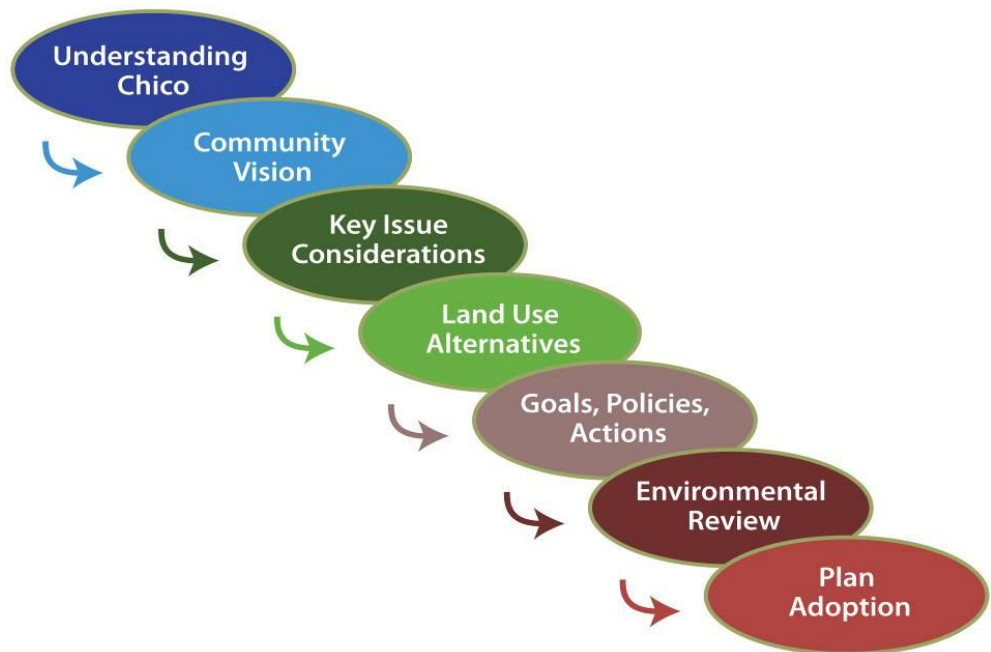 Understanding
Chico
Community
Vision
Key Issue
Considerations
Land Use
Alternatives
Goals, Policies,
Actions
Environmental
Review
Plan
Adoption